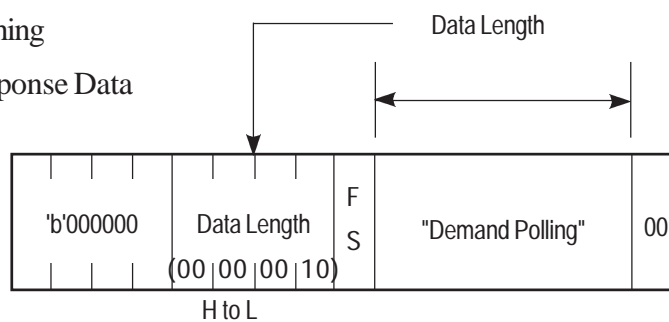 ning
Data Length
ponse Data
'b'000000
Data Length
(00 00 00 10)
F
S
"Demand Polling"
00
H to L